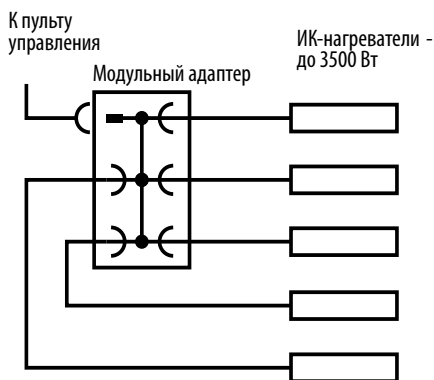 К пульту
управления
ИК-нагреватели -
до 3500 Вт
Модульный адаптер